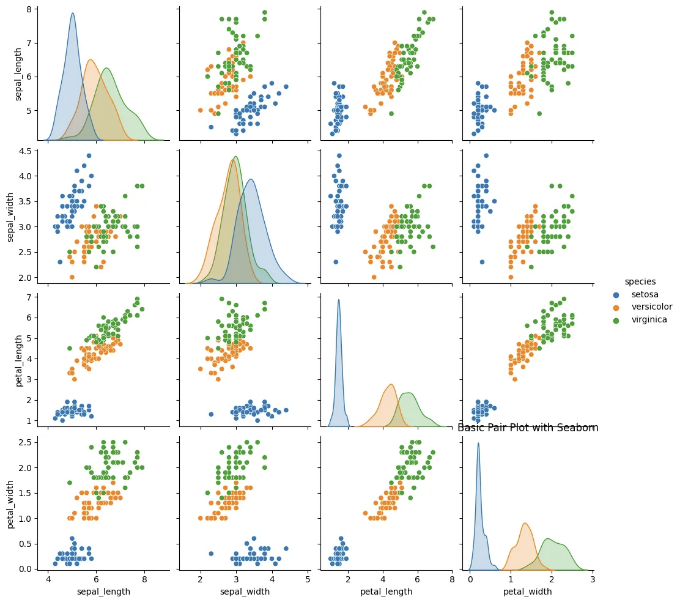 8
7
6
5
sepal_length
4.5
4.0
3.5
3.0
2.5
2.0
sepal_width
species
setosa
versicolor
virginica
7
6
5
4
3
2
1
petal_length
Basic Pair Plot with Seaborn
2.5
2.0
1.5
1.0
0.5
0.0
petal_width
4 6 8
2 3 4 5
2 4 6 8
0 1 2 3
sepal_length sepal_width petal_length petal_width